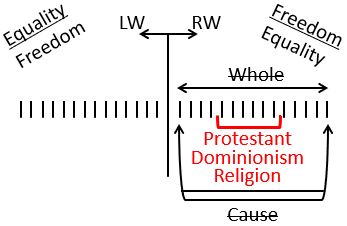 Equality
Freedom
LW RW
Freedom
Equality
Whole
Protestant
Dominionism
Religion
Cause